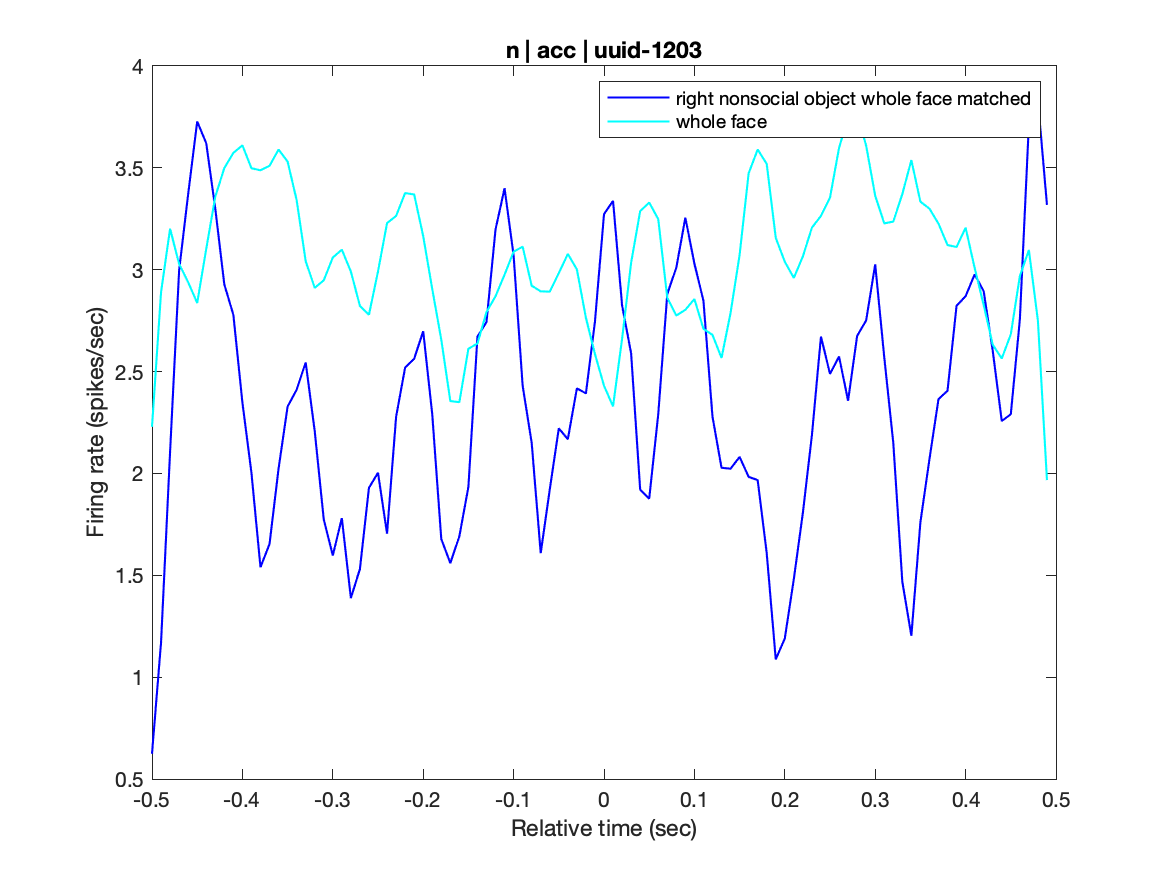 n | acc | uuid-1203
right nonsocial object whole face matched
whole face
4
3.5
3
2.5
2
1.5
1
0.5
Firing rate (spikes/sec)
-0.5 -0.4 -0.3 -0.2 -0.1 0 0.1 0.2 0.3 0.4 0.5
Relative time (sec)